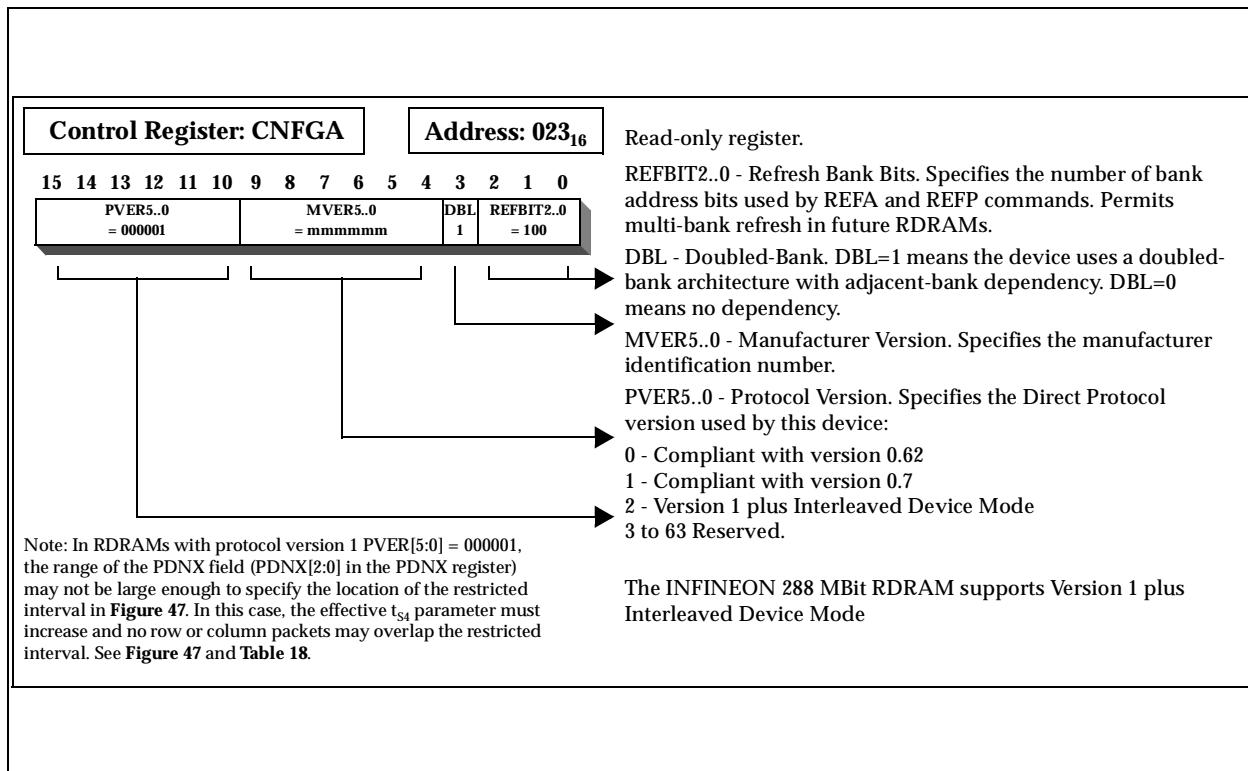 Control Register: CNFGA
Address: 023₁₆
15 14 13 12 11 10 9 8 7 6 5 4 3 2 1 0
PVER5..0
= 000001
MVER5..0
= mmmmmm
DBL
1
REFBIT2..0
= 100
Note: In RDRAMs with protocol version 1 PVER[5:0] = 000001,
the range of the PDNX field (PDNX[2:0] in the PDNX register)
may not be large enough to specify the location of the restricted
interval in Figure 47. In this case, the effective tS4 parameter must
increase and no row or column packets may overlap the restricted
interval. See Figure 47 and Table 18.
Read-only register.
REFBIT2..0 - Refresh Bank Bits. Specifies the number of bank
address bits used by REFA and REFP commands. Permits
multi-bank refresh in future RDRAMs.
DBL - Doubled-Bank. DBL=1 means the device uses a doubled-
bank architecture with adjacent-bank dependency. DBL=0
means no dependency.
MVER5..0 - Manufacturer Version. Specifies the manufacturer
identification number.
PVER5..0 - Protocol Version. Specifies the Direct Protocol
version used by this device:
0 - Compliant with version 0.62
1 - Compliant with version 0.7
2 - Version 1 plus Interleaved Device Mode
3 to 63 Reserved.
The INFINEON 288 MBit RDRAM supports Version 1 plus
Interleaved Device Mode